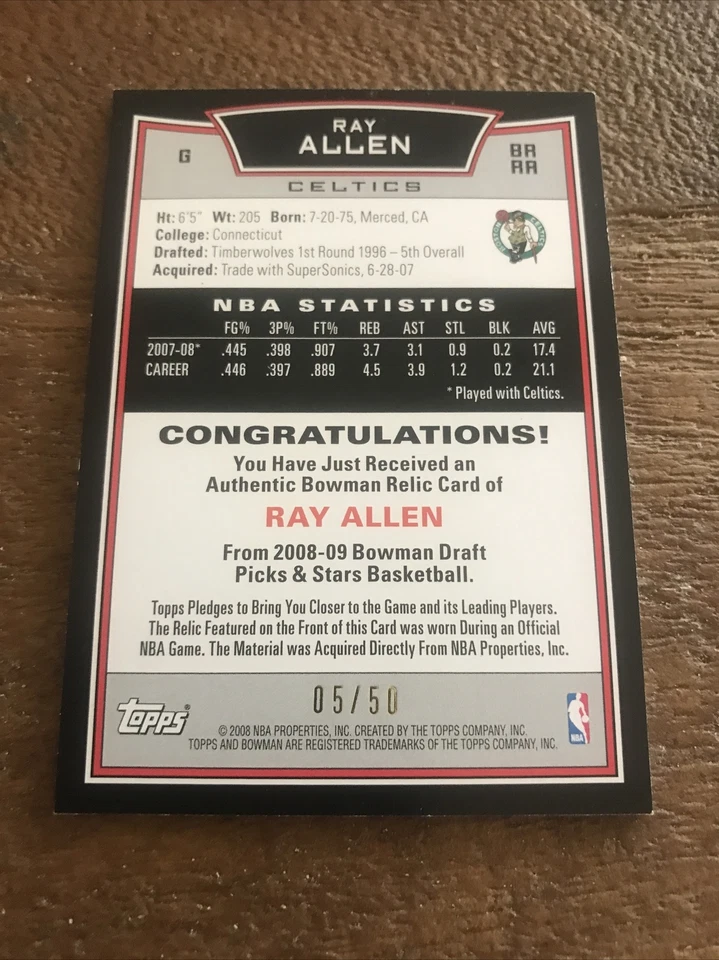 RAY
ALLEN
G
BR
RA
CELTICS
Ht: 6'5" Wt: 205 Born: 7-20-75, Merced, CA
College: Connecticut
Drafted: Timberwolves 1st Round 1996 – 5th Overall
Acquired: Trade with SuperSonics, 6-28-07
NBA STATISTICS
FG% 3P% FT% REB AST STL BLK AVG
2007-08* .445 .398 .907 3.7 3.1 0.9 0.2 17.4
CAREER .446 .397 .889 4.5 3.9 1.2 0.2 21.1
* Played with Celtics.
CONGRATULATIONS!
You Have Just Received an
Authentic Bowman Relic Card of
RAY ALLEN
From 2008-09 Bowman Draft
Picks & Stars Basketball.
Topps Pledges to Bring You Closer to the Game and its Leading Players.
The Relic Featured on the Front of this Card was worn During an Official
NBA Game. The Material was Acquired Directly From NBA Properties, Inc.
05/50
Topps®
© 2008 NBA PROPERTIES, INC. CREATED BY THE TOPPS COMPANY, INC.
TOPPS AND BOWMAN ARE REGISTERED TRADEMARKS OF THE TOPPS COMPANY, INC.
NBA